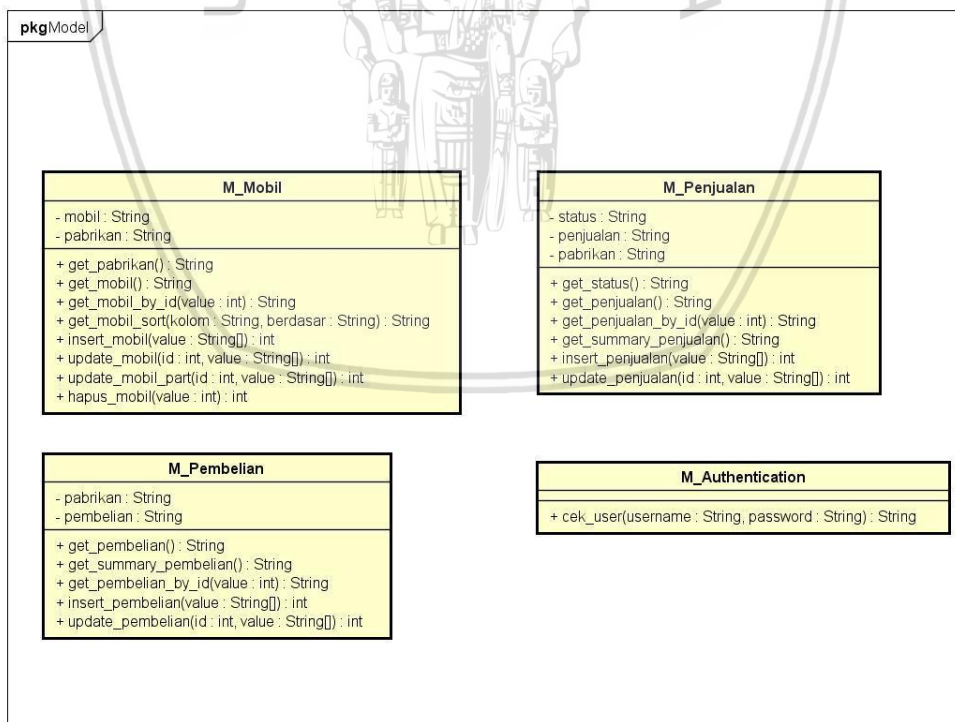 pkgModel
M_Mobil
- mobil : String
- pabrikan : String
+ get_pabrikan() : String
+ get_mobil() : String
+ get_mobil_by_id(value : int) : String
+ get_mobil_sort(kolom : String, berdasar : String) : String
+ insert_mobil(value : String[]) : int
+ update_mobil(id : int, value : String[]) : int
+ update_mobil_part(id : int, value : String[]) : int
+ hapus_mobil(value : int) : int
M_Penjualan
- status : String
- penjualan : String
- pabrikan : String
+ get_status() : String
+ get_penjualan() : String
+ get_penjualan_by_id(value : int) : String
+ get_summary_penjualan() : String
+ insert_penjualan(value : String[]) : int
+ update_penjualan(id : int, value : String[]) : int
M_Pembelian
- pabrikan : String
- pembelian : String
+ get_pembelian() : String
+ get_summary_pembelian() : String
+ get_pembelian_by_id(value : int) : String
+ insert_pembelian(value : String[]) : int
+ update_pembelian(id : int, value : String[]) : int
M_Authentication
+ cek_user(username : String, password : String) : String